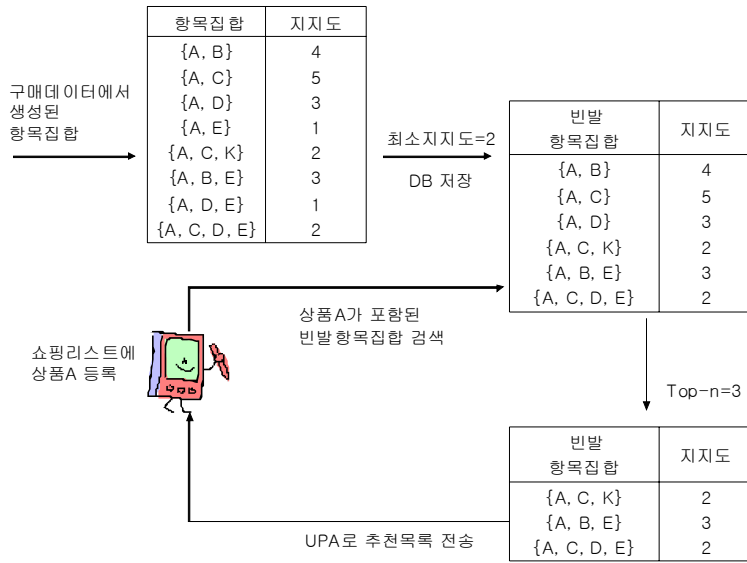 항목집합 지지도
{A, B} 4
{A, C} 5
{A, D} 3
{A, E} 1
{A, C, K} 2
{A, B, E} 3
{A, D, E} 1
{A, C, D, E} 2
구매데이터에서
생성된
항목집합
최소지지도=2
DB 저장
빈발
항목집합 지지도
{A, B} 4
{A, C} 5
{A, D} 3
{A, C, K} 2
{A, B, E} 3
{A, C, D, E} 2
상품A가 포함된
빈발항목집합 검색
쇼핑리스트에
상품A 등록
Top-n=3
빈발
항목집합 지지도
{A, C, K} 2
{A, B, E} 3
{A, C, D, E} 2
UPA로 추천목록 전송